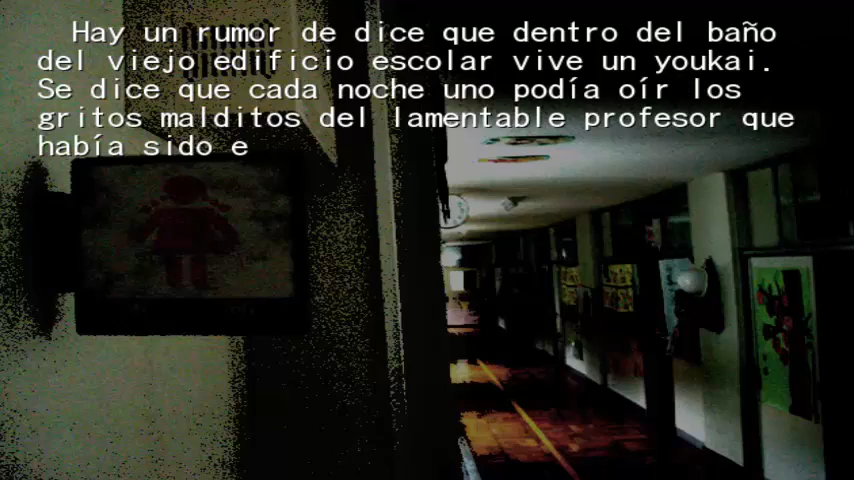 Hay un rumor de dice que dentro del baño
del viejo edificio escolar vive un youkai.
Se dice que cada noche uno podía oír los
gritos malditos del lamentable profesor que
había sido e